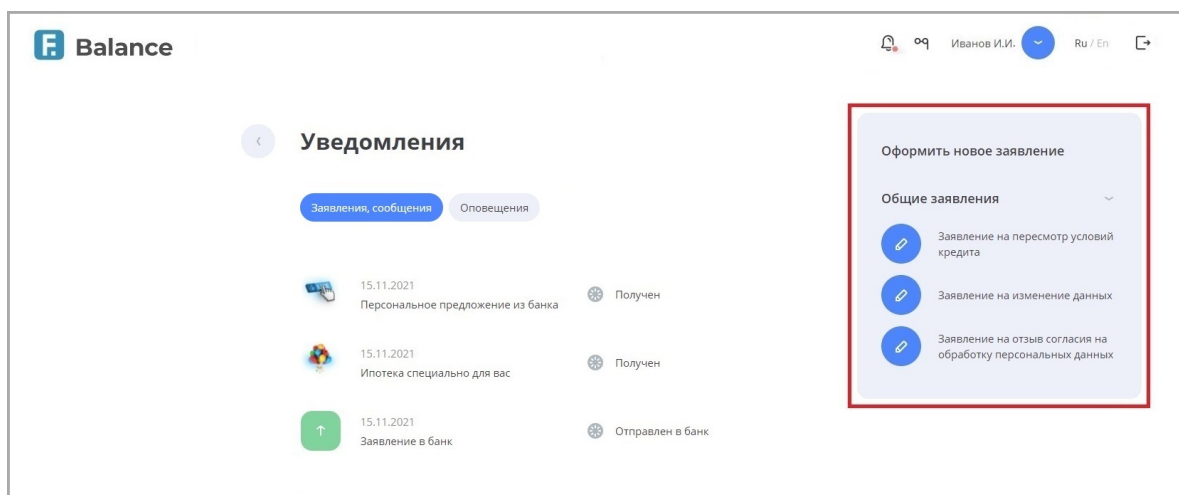 F. Balance
Иванов И.И.
Ru / En
Уведомления
Заявления, сообщения
Оповещения
15.11.2021
Персональное предложение из банка
Получен
15.11.2021
Ипотека специально для вас
Получен
15.11.2021
Заявление в банк
Отправлен в банк
Оформить новое заявление
Общие заявления
Заявление на пересмотр условий
кредита
Заявление на изменение данных
Заявление на отзыв согласия на
обработку персональных данных